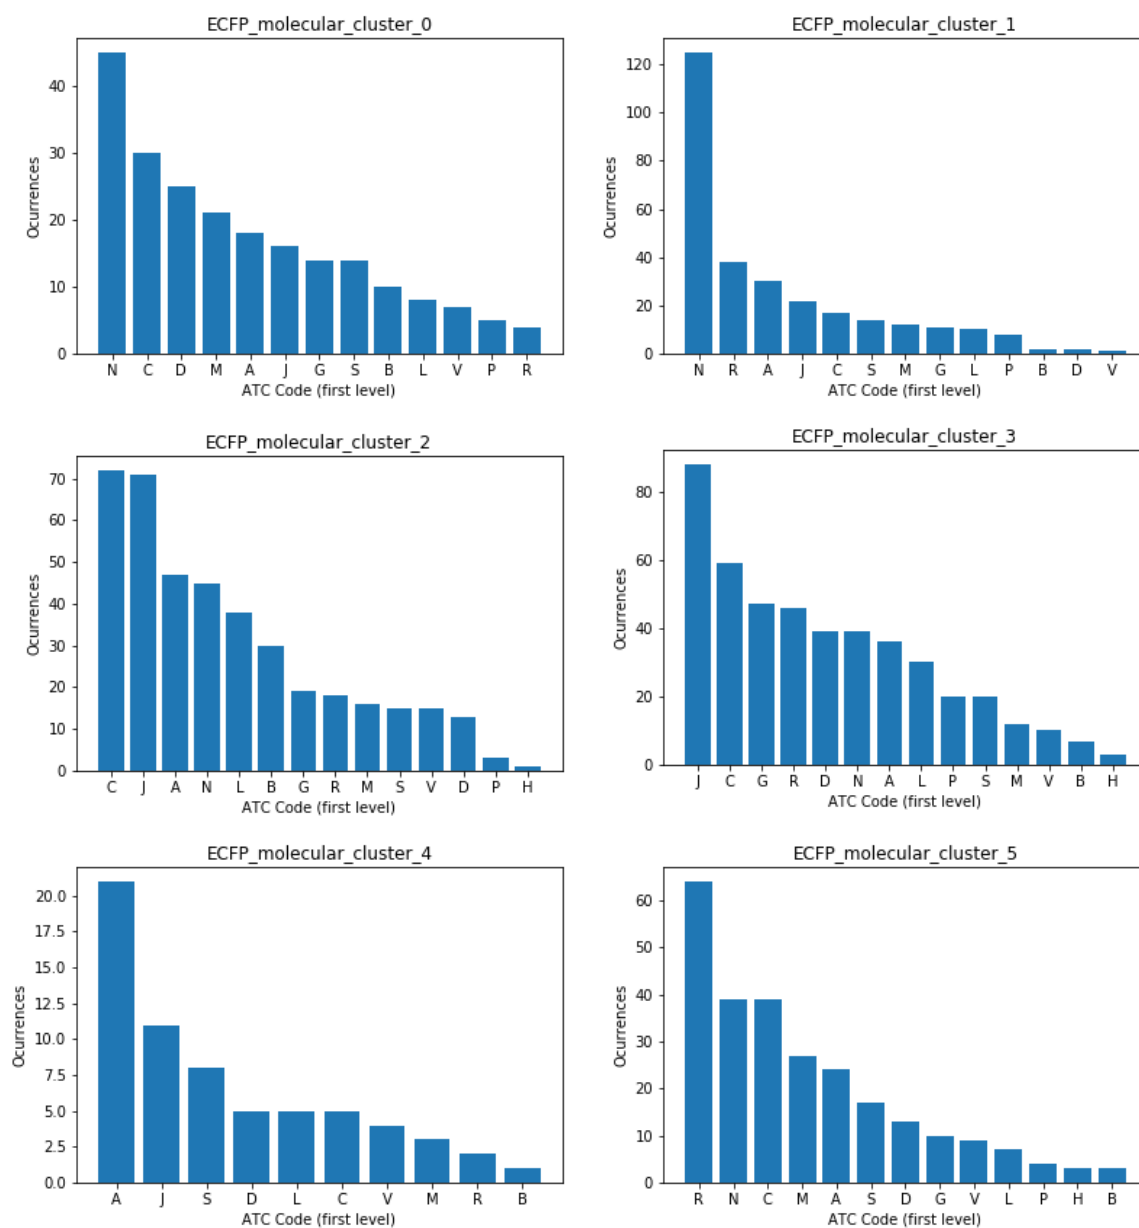 ECFP_molecular_cluster_0
40
30
20
10
0
Ocurrences
N C D M A J G S B L V P R
ATC Code (first level)
ECFP_molecular_cluster_1
120
100
80
60
40
20
0
Ocurrences
N R A J C S M G L P B D V
ATC Code (first level)
ECFP_molecular_cluster_2
70
60
50
40
30
20
10
0
Ocurrences
C J A N L B G R M S V D P H
ATC Code (first level)
ECFP_molecular_cluster_3
80
60
40
20
0
Ocurrences
J C G R D N A L P S M V B H
ATC Code (first level)
ECFP_molecular_cluster_4
20.0
17.5
15.0
12.5
10.0
7.5
5.0
2.5
0.0
Ocurrences
A J S D L C V M R B
ATC Code (first level)
ECFP_molecular_cluster_5
60
50
40
30
20
10
0
Ocurrences
R N C M A S D G V L P H B
ATC Code (first level)